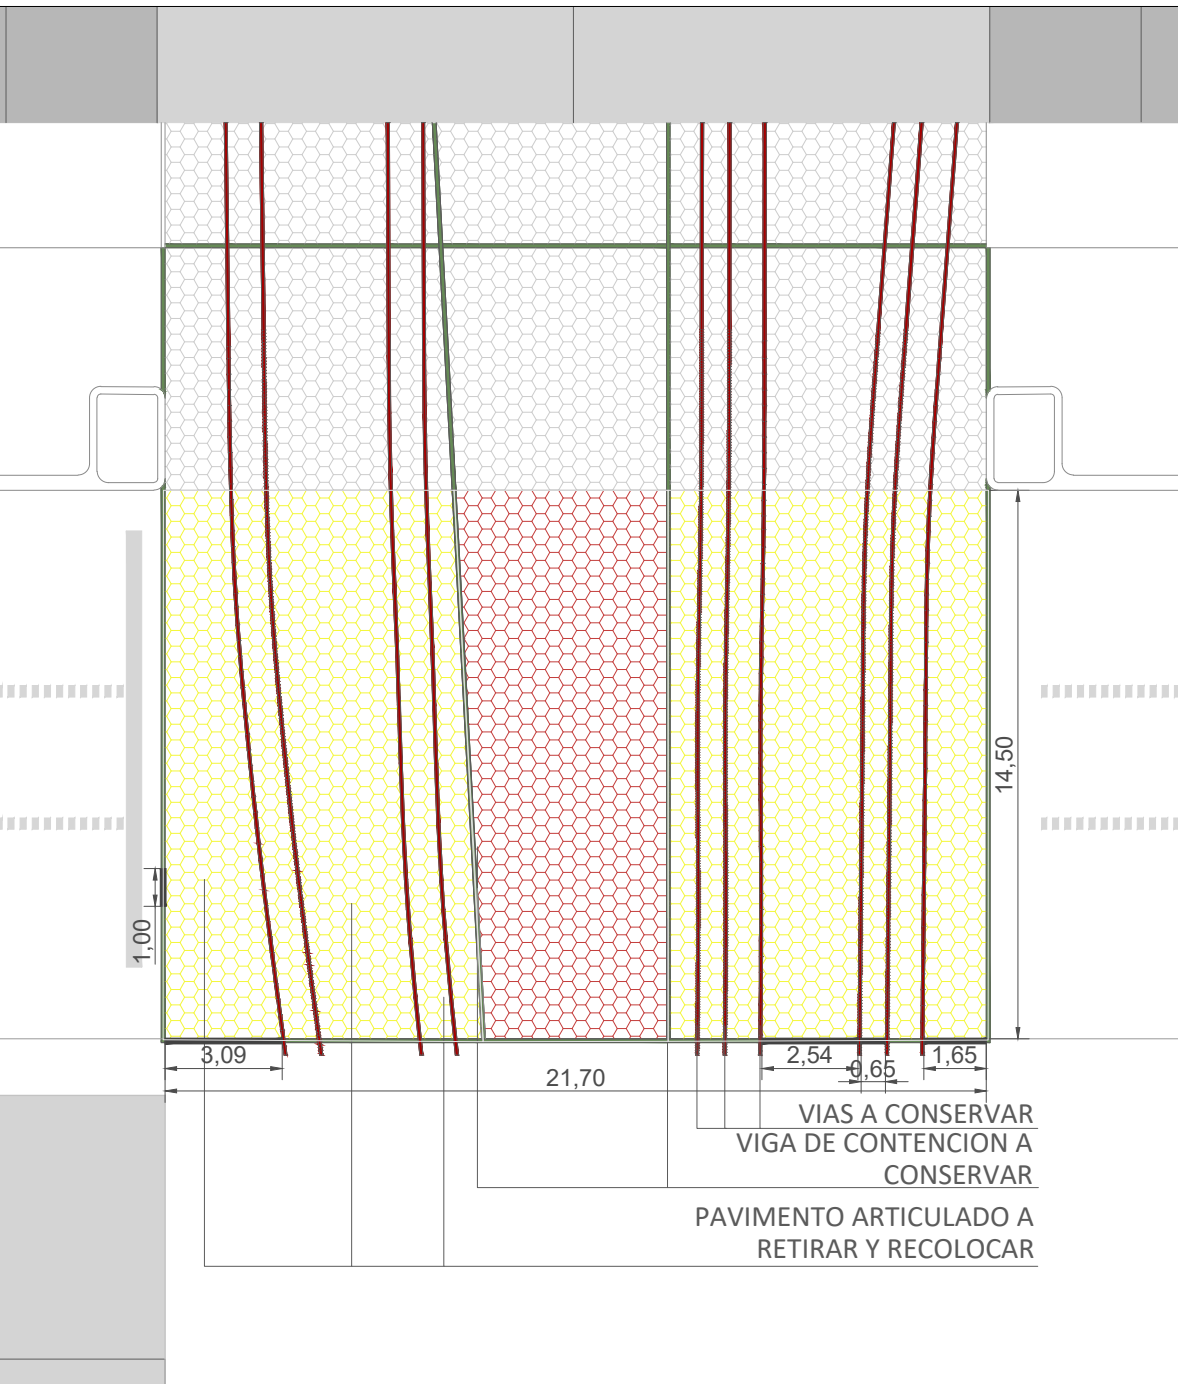 14,50
1,00
3,09
2,54
0,65
1,65
21,70
VIAS A CONSERVAR
VIGA DE CONTENCION A
CONSERVAR
PAVIMENTO ARTICULADO A
RETIRAR Y RECOLOCAR